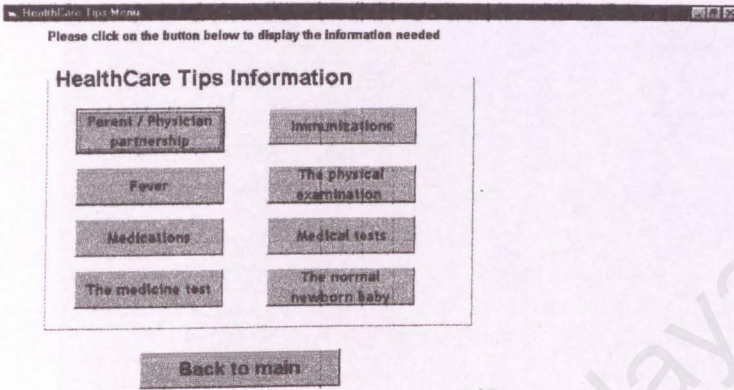 HealthCare Tips Menu
Please click on the button below to display the information needed
HealthCare Tips Information
Parent / Physician
partnership
Immunizations
Fever
The physical
examination
Medications
Medical tests
The medicine test
The normal
newborn baby
Back to main